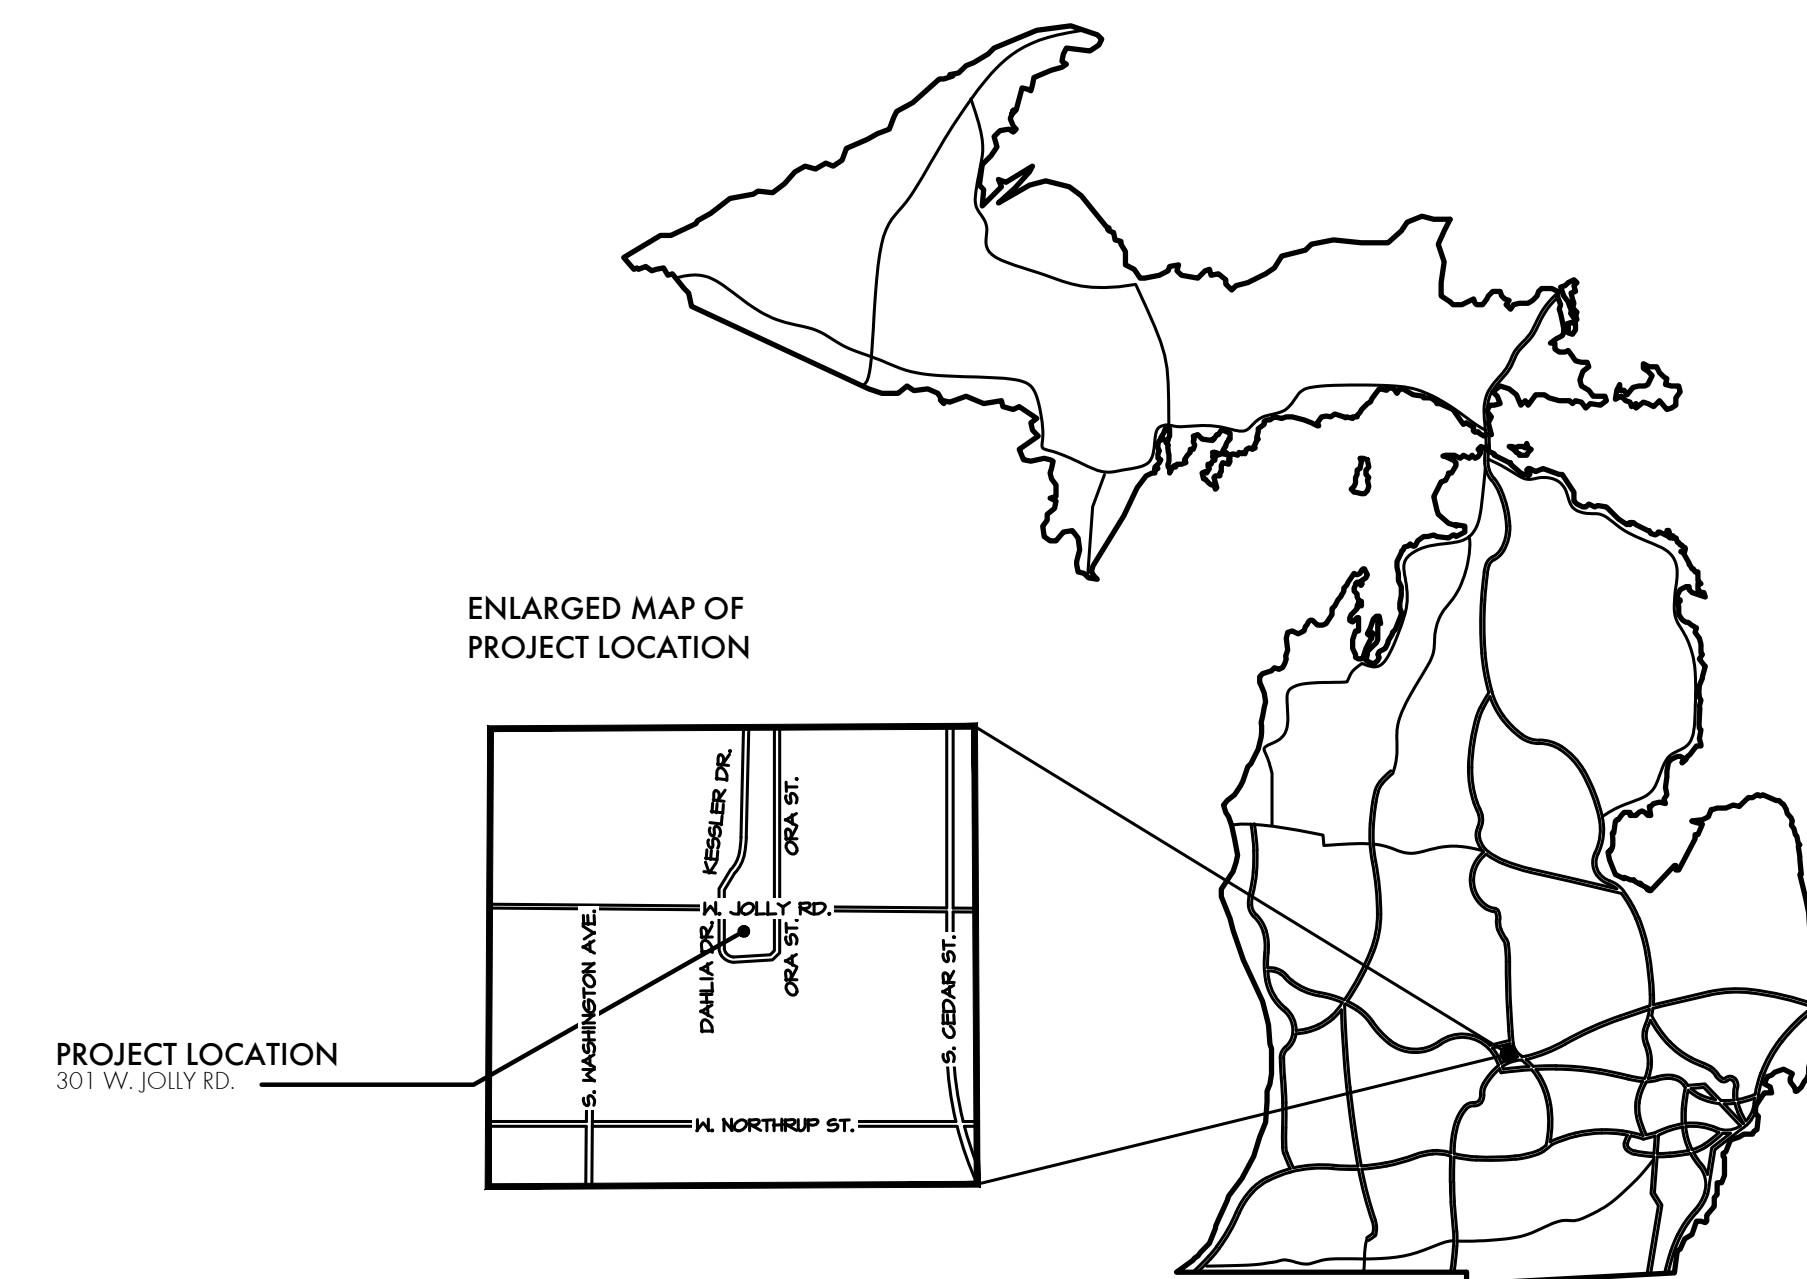 ENLARGED MAP OF
PROJECT LOCATION
KESSLER DR.
ORA ST.
W. JOLLY RD.
S. WASHINGTON AVE.
DAHLIA DR.
ORA ST.
S. CEDAR ST.
PROJECT LOCATION
301 W. JOLLY RD.
W. NORTHRUP ST.